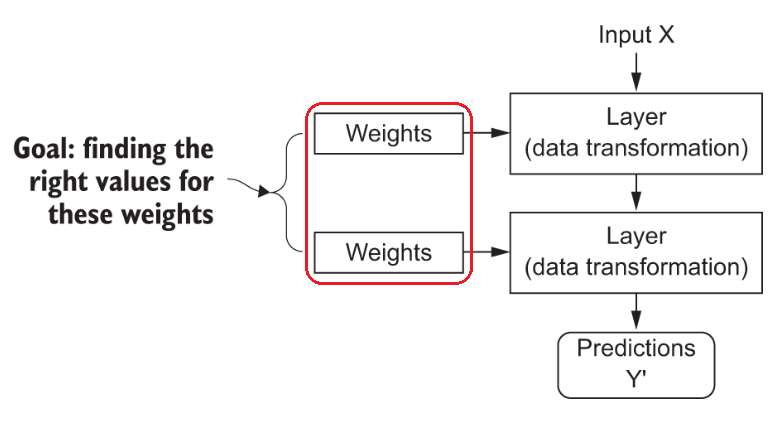 Input X
Goal: finding the
right values for
these weights
Weights
Layer
(data transformation)
Weights
Layer
(data transformation)
Predictions
Y'